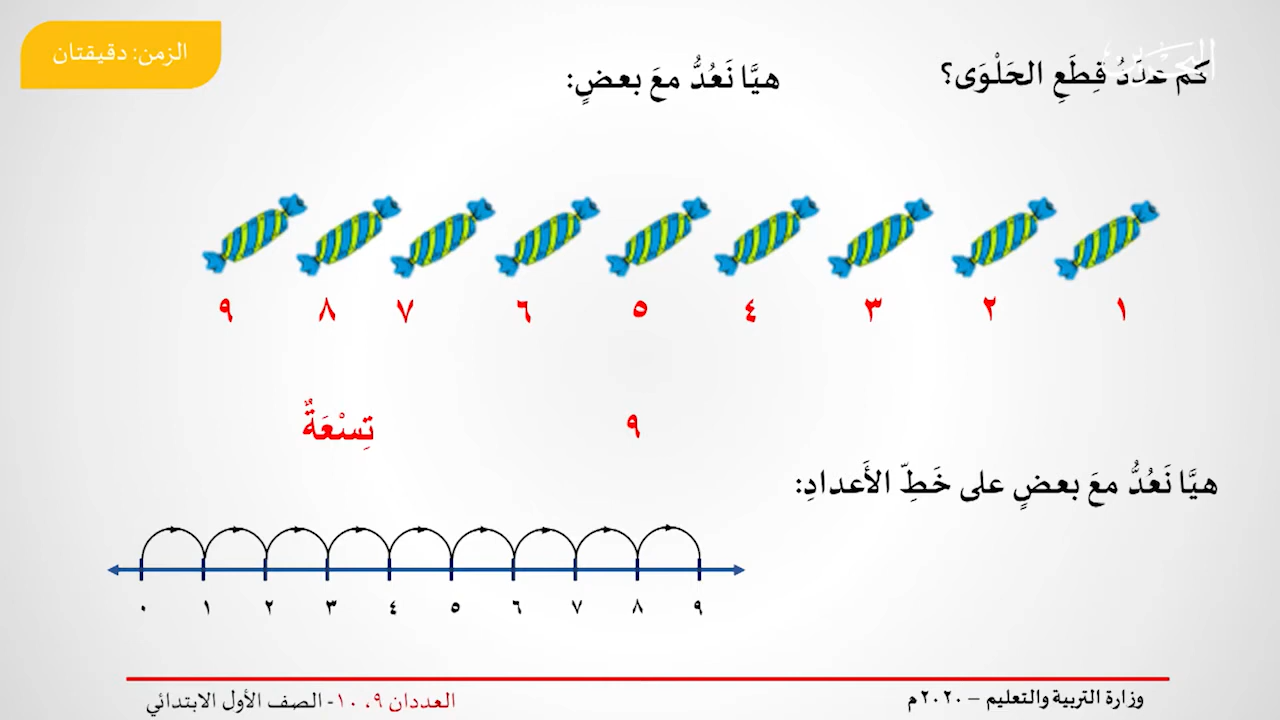 الزمن: دقيقتان
كم عدَدُ قِطَعِ الحَلْوَى؟ هيَّا نَعُدُّ معَ بعضٍ:
١ ٢ ٣ ٤ ٥ ٦ ٧ ٨ ٩
٩ تِسْعَةٌ
هيَّا نَعُدُّ معَ بعضٍ على خَطِّ الأَعدادِ:
٠ ١ ٢ ٣ ٤ ٥ ٦ ٧ ٨ ٩
وزارة التربية والتعليم – ٢٠٢٠م
العددان ٩، ١٠- الصف الأول الابتدائي